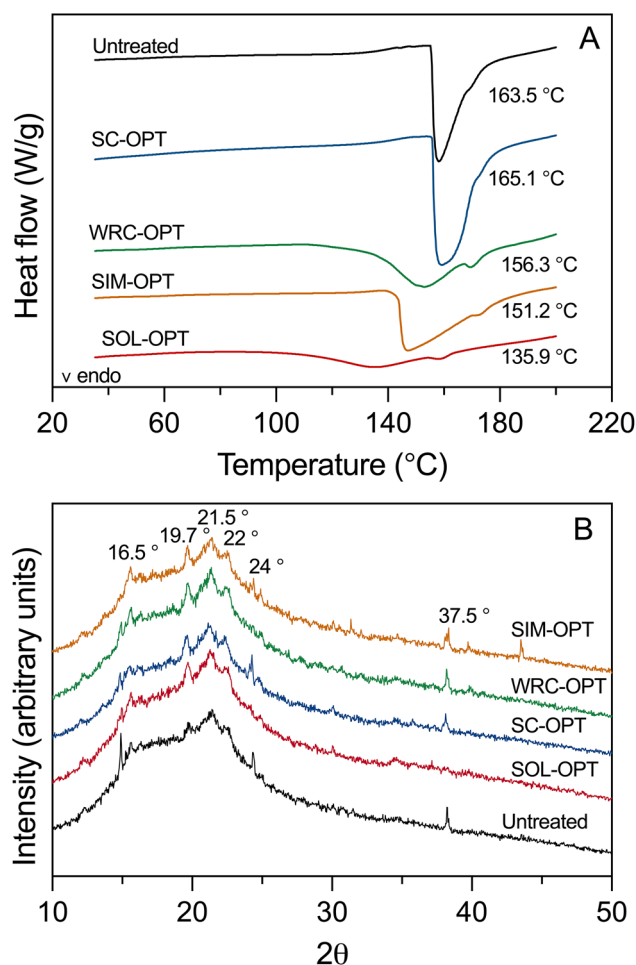 A
Untreated
163.5 °C
SC-OPT
165.1 °C
WRC-OPT
156.3 °C
SIM-OPT
151.2 °C
SOL-OPT
135.9 °C
v endo
Heat flow (W/g)
20 60 100 140 180 220
Temperature (°C)
B
21.5 °
19.7 ° 22 °
16.5 ° 24 °
37.5 °
SIM-OPT
WRC-OPT
SC-OPT
SOL-OPT
Untreated
Intensity (arbitrary units)
10 20 30 40 50
2θ